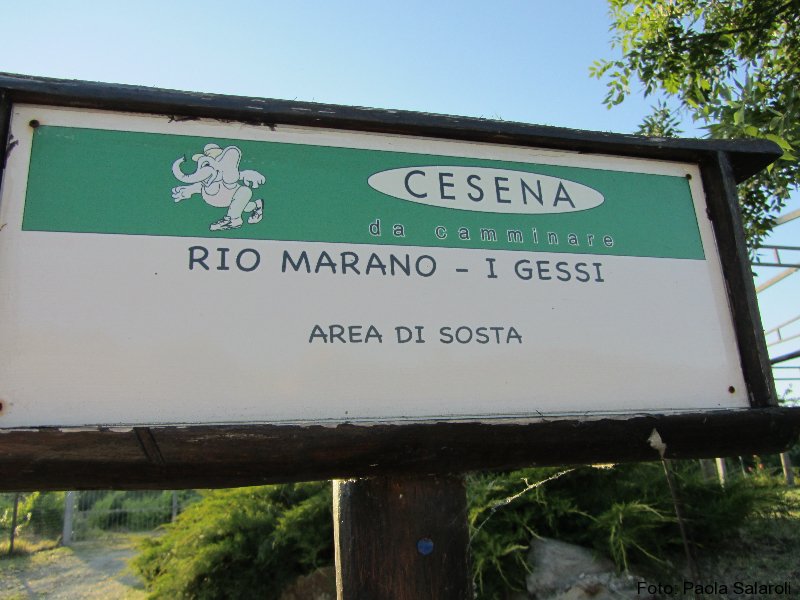 CESENA
da camminare
RIO MARANO - I GESSI
AREA DI SOSTA
Foto: Paola Salaroli